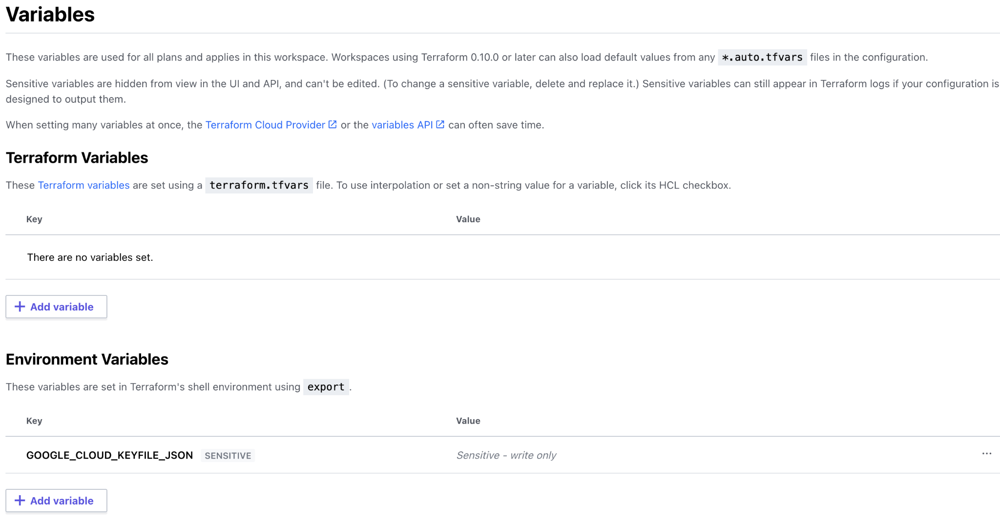 Variables
These variables are used for all plans and applies in this workspace. Workspaces using Terraform 0.10.0 or later can also load default values from any *.auto.tfvars files in the configuration.
Sensitive variables are hidden from view in the UI and API, and can't be edited. (To change a sensitive variable, delete and replace it.) Sensitive variables can still appear in Terraform logs if your configuration is
designed to output them.
When setting many variables at once, the Terraform Cloud Provider or the variables API can often save time.
Terraform Variables
These Terraform variables are set using a terraform.tfvars file. To use interpolation or set a non-string value for a variable, click its HCL checkbox.
Key Value
There are no variables set.
+ Add variable
Environment Variables
These variables are set in Terraform's shell environment using export.
Key Value
GOOGLE_CLOUD_KEYFILE_JSON SENSITIVE Sensitive - write only ...
+ Add variable